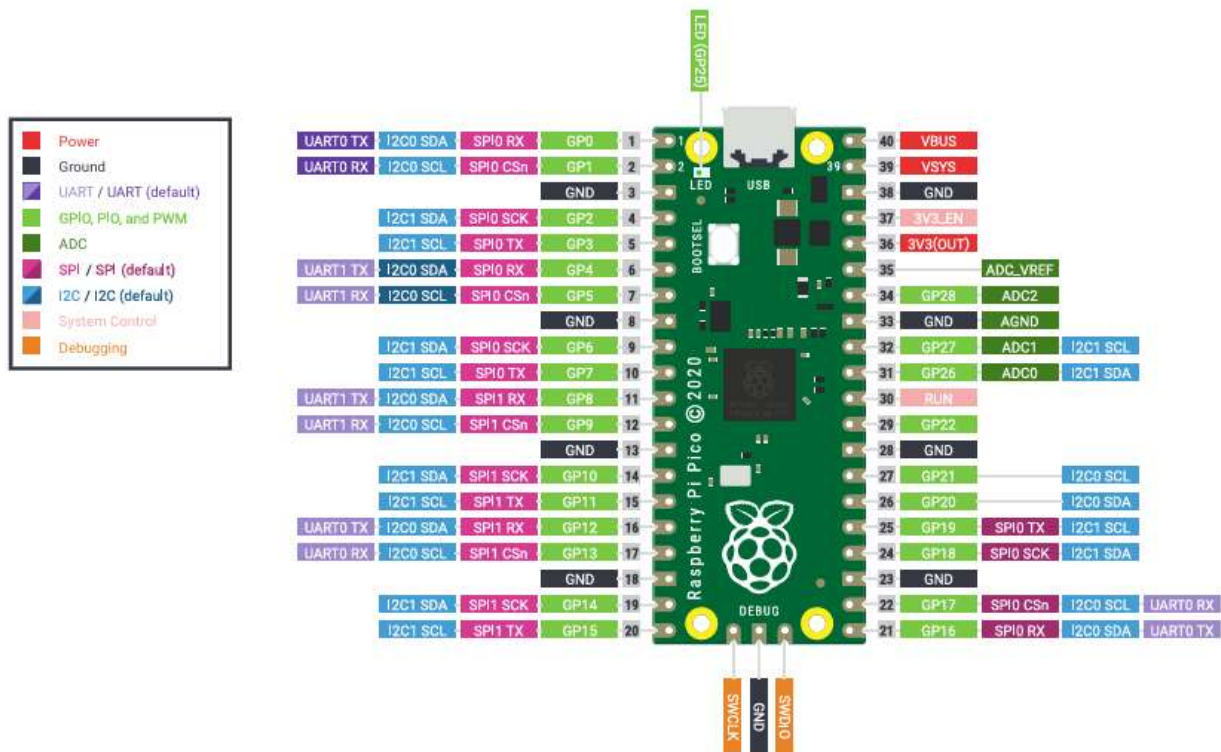 LED (GP25)
Power
Ground
UART / UART (default)
GPIO, PIO, and PWM
ADC
SPI / SPI (default)
I2C / I2C (default)
System Control
Debugging
UART0 TX I2C0 SDA SPI0 RX GP0 1
UART0 RX I2C0 SCL SPI0 CSn GP1 2
GND 3
I2C1 SDA SPI0 SCK GP2 4
I2C1 SCL SPI0 TX GP3 5
UART1 TX I2C0 SDA SPI0 RX GP4 6
UART1 RX I2C0 SCL SPI0 CSn GP5 7
GND 8
I2C1 SDA SPI0 SCK GP6 9
I2C1 SCL SPI0 TX GP7 10
UART1 TX I2C1 SDA SPI1 RX GP8 11
UART1 RX I2C0 SCL SPI1 CSn GP9 12
GND 13
I2C1 SDA SPI1 SCK GP10 14
I2C1 SCL SPI1 TX GP11 15
UART0 TX I2C0 SDA SPI1 RX GP12 16
UART0 RX I2C0 SCL SPI1 CSn GP13 17
GND 18
I2C1 SDA SPI1 SCK GP14 19
I2C1 SCL SPI1 TX GP15 20
1
2
39
LED
USB
BOOTSEL
Raspberry Pi Pico © 2020
DEBUG
40 VBUS
39 VSYS
38 GND
37 3V3_EN
36 3V3(OUT)
35 ADC_VREF
34 GP28 ADC2
33 GND AGND
32 GP27 ADC1 I2C1 SCL
31 GP26 ADC0 I2C1 SDA
30 RUN
29 GP22
28 GND
27 GP21 I2C0 SCL
26 GP20 I2C0 SDA
25 GP19 SPI0 TX I2C1 SCL
24 GP18 SPI0 SCK I2C1 SDA
23 GND
22 GP17 SPI0 CSn I2C0 SCL UART0 RX
21 GP16 SPI0 RX I2C0 SDA UART0 TX
SWCLK
GND
SWDIO